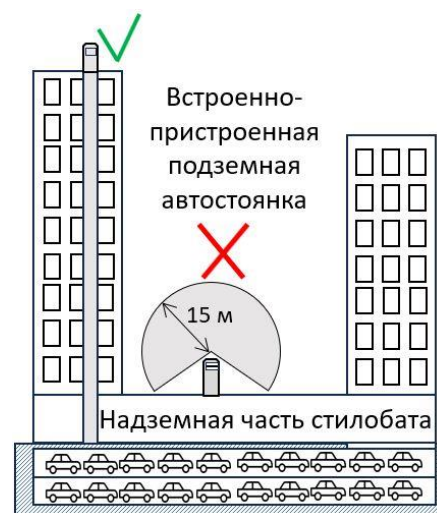 Встроенно-
пристроенная
подземная
автостоянка
15 м
Надземная часть стилобата